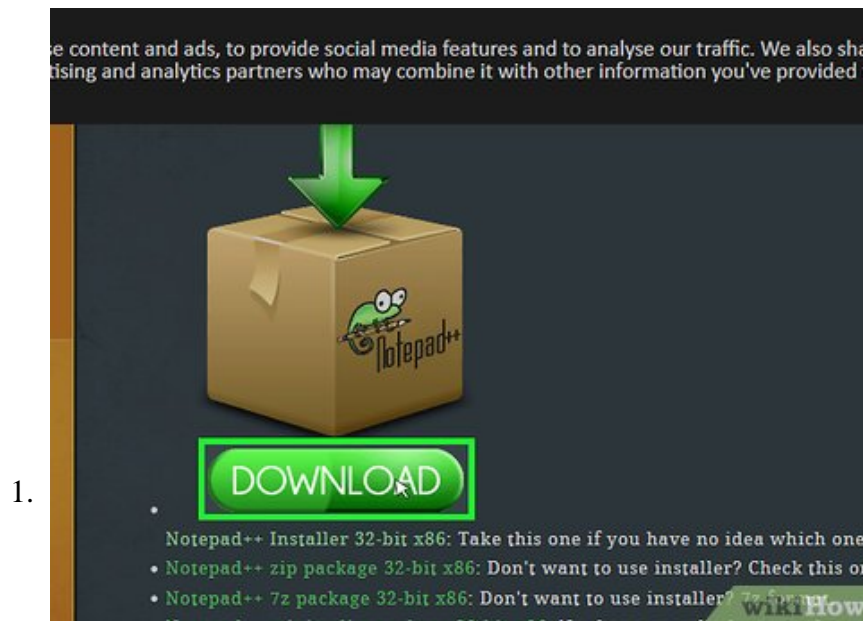 se content and ads, to provide social media features and to analyse our traffic. We also sha
tising and analytics partners who may combine it with other information you've provided
Notepad++
1.
DOWNLOAD
Notepad++ Installer 32-bit x86: Take this one if you have no idea which one
• Notepad++ zip package 32-bit x86: Don't want to use installer? Check this o
• Notepad++ 7z package 32-bit x86: Don't want to use installer? 7z format
wikiHow